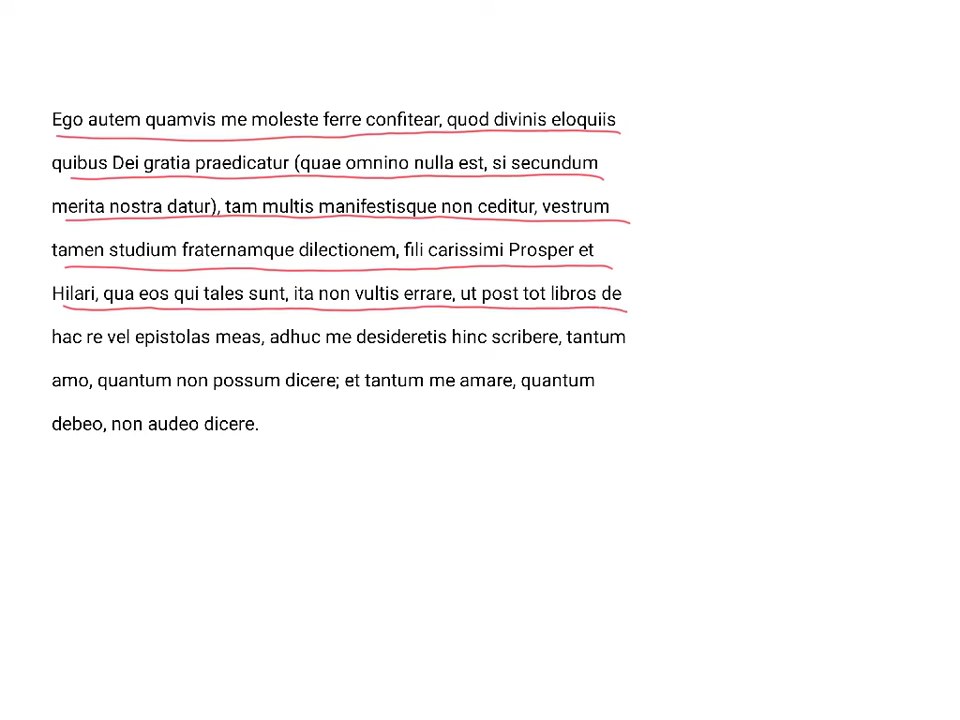 Ego autem quamvis me moleste ferre confitear, quod divinis eloquiis
quibus Dei gratia praedicatur (quae omnino nulla est, si secundum
merita nostra datur), tam multis manifestisque non ceditur, vestrum
tamen studium fraternamque dilectionem, fili carissimi Prosper et
Hilari, qua eos qui tales sunt, ita non vultis errare, ut post tot libros de
hac re vel epistolas meas, adhuc me desideretis hinc scribere, tantum
amo, quantum non possum dicere; et tantum me amare, quantum
debeo, non audeo dicere.